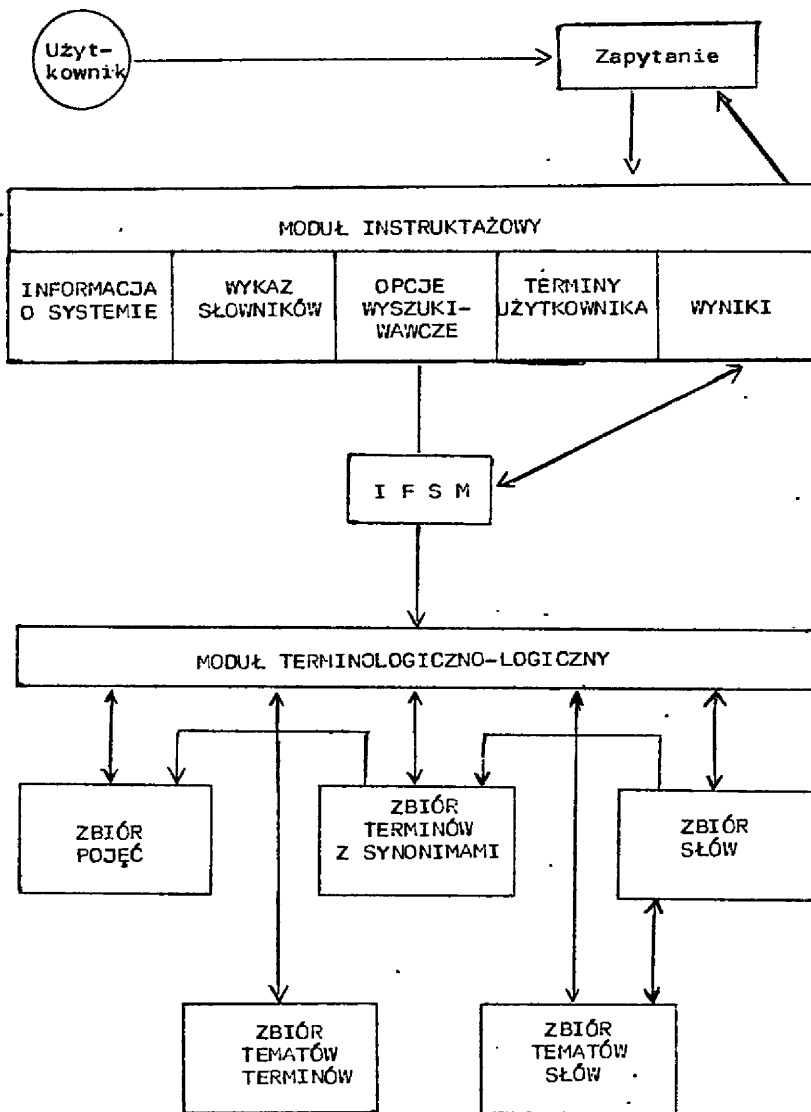 Użyt-
kownik
Zapytanie
MODUŁ INSTRUKTAŻOWY
INFORMACJA
O SYSTEMIE
WYKAZ
SŁOWNIKÓW
OPCJE
WYSZUKI-
WAWCZE
TERMINY
UŻYTKOWNIKA
WYNIKI
I F S M
MODUŁ TERMINOLOGICZNO-LOGICZNY
ZBIÓR
POJĘĆ
ZBIÓR
TERMINÓW
Z SYNONIMAMI
ZBIÓR
SŁÓW
ZBIÓR
TEMATÓW
TERMINÓW
ZBIÓR
TEMATÓW
SŁÓW